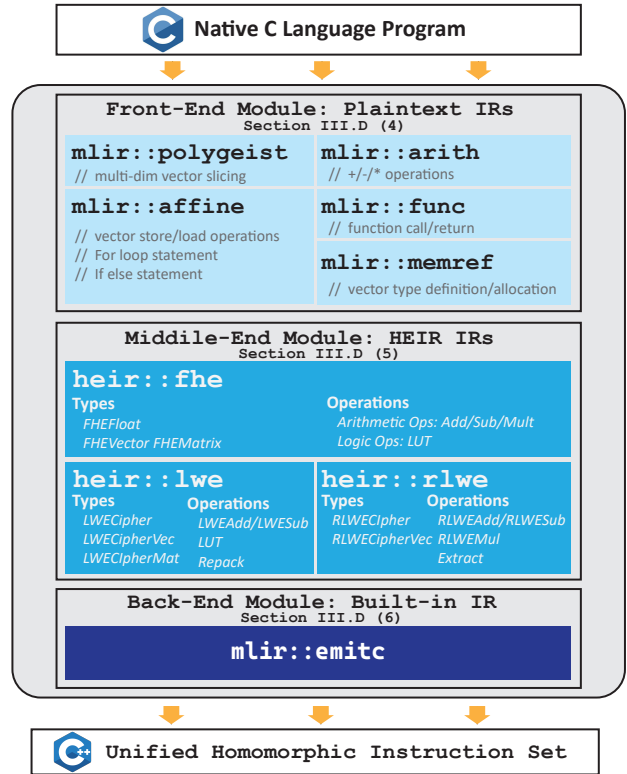 C Native C Language Program
Front-End Module: Plaintext IRs
Section III.D (4)
mlir::polygeist
// multi-dim vector slicing
mlir::arith
// +/-/* operations
mlir::affine
// vector store/load operations
// For loop statement
// If else statement
mlir::func
// function call/return
mlir::memref
// vector type definition/allocation
Middile-End Module: HEIR IRs
Section III.D (5)
heir::fhe
Types
FHEFloat
FHEVector FHEMatrix
Operations
Arithmetic Ops: Add/Sub/Mult
Logic Ops: LUT
heir::lwe
Types
LWECipher
LWECipherVec
LWECIpherMat
Operations
LWEAdd/LWESub
LUT
Repack
heir::rlwe
Types
RLWECIpher
RLWECipherVec
Operations
RLWEAdd/RLWESub
RLWEMul
Extract
Back-End Module: Built-in IR
Section III.D (6)
mlir::emitc
C++ Unified Homomorphic Instruction Set